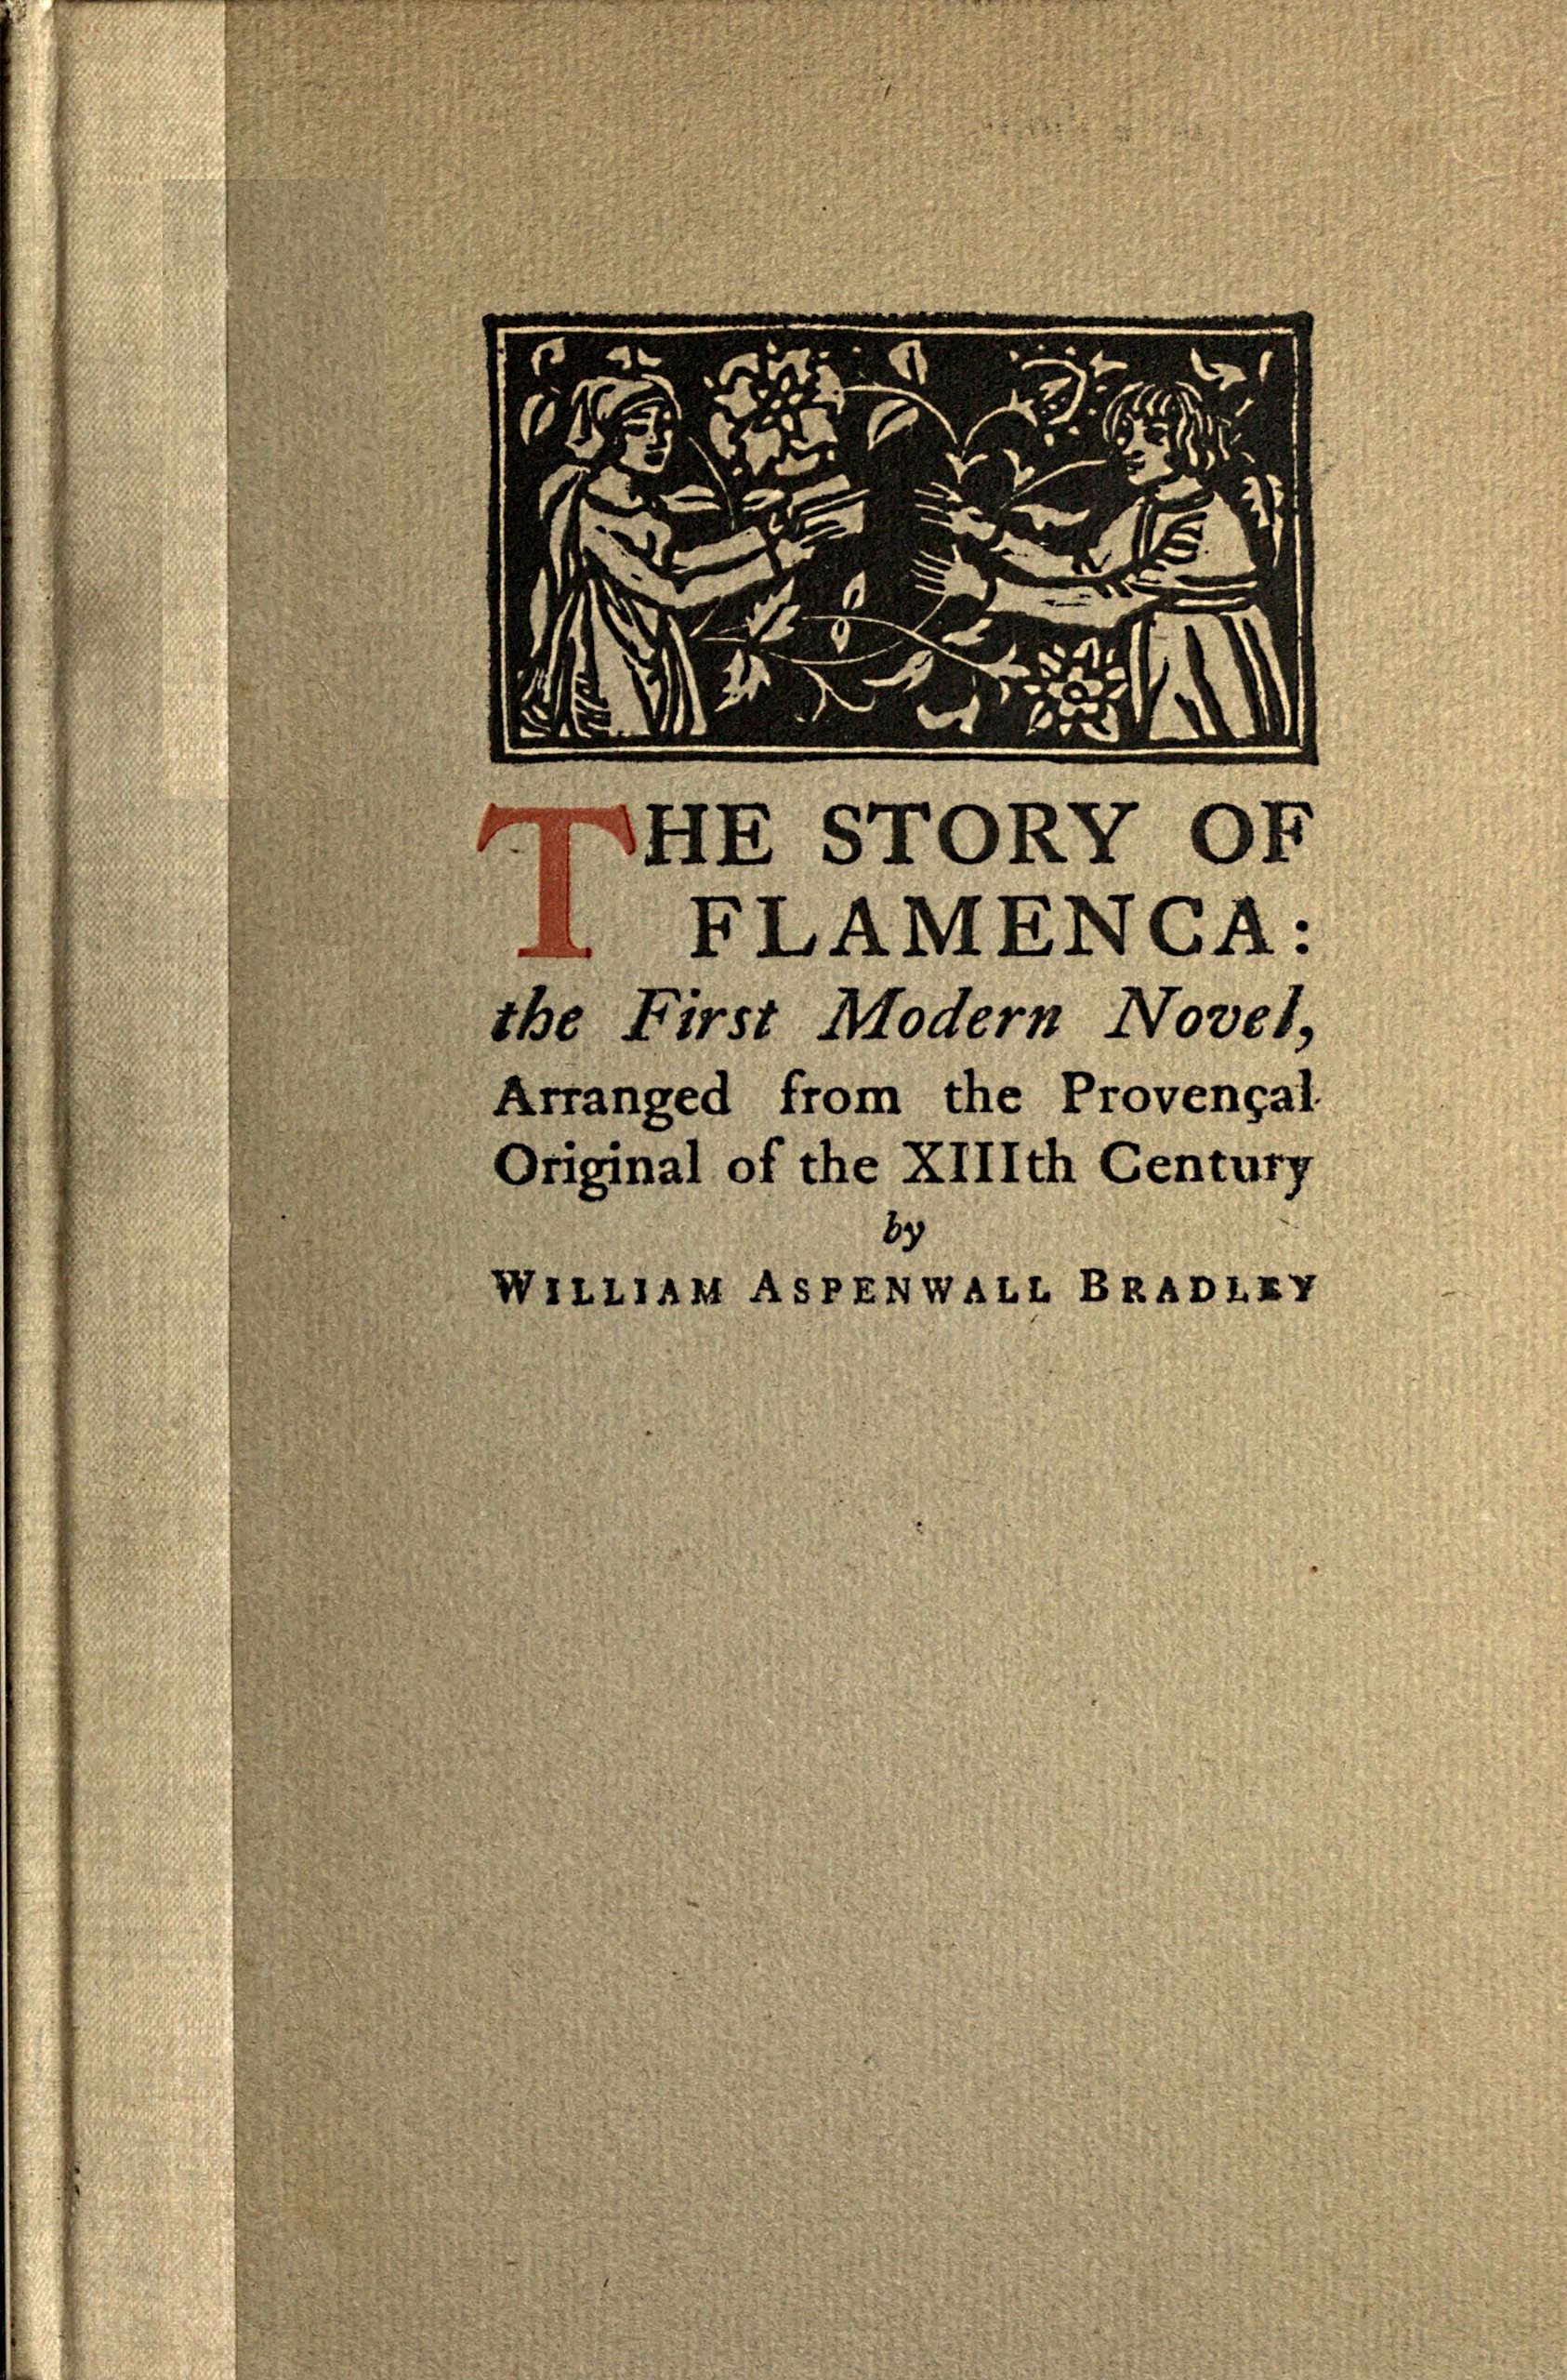 THE STORY OF
FLAMENCA:
the First Modern Novel,
Arranged from the Provençal
Original of the XIIIth Century
by
WILLIAM ASPENWALL BRADLEY